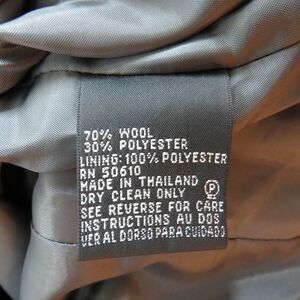 70% WOOL
30% POLYESTER
LINING: 100% POLYESTER
RN 50610
MADE IN THAILAND
DRY CLEAN ONLY P
SEE REVERSE FOR CARE
INSTRUCTIONS AU DOS
VER AL DORSO PARA CUIDADO